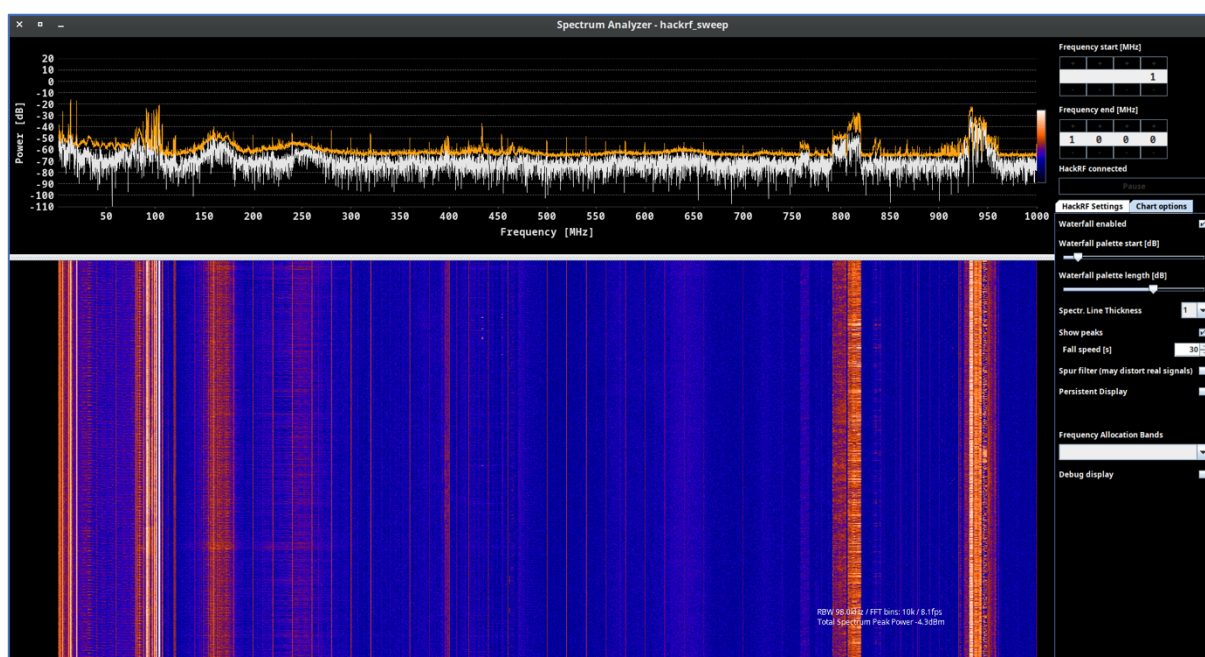 Spectrum Analyzer - hackrf_sweep
Power [dB]
20
10
0
-10
-20
-30
-40
-50
-60
-70
-80
-90
-100
-110
50 100 150 200 250 300 350 400 450 500 550 600 650 700 750 800 850 900 950 1000
Frequency [MHz]
RBW 98.0kHz / FFT bins: 10k / 8.1fps
Total Spectrum Peak Power -4.3dBm
Frequency start [MHz]
+ + + +
1
- - - -
Frequency end [MHz]
+ + + +
1 0 0 0
- - - -
HackRF connected
Pause
HackRF Settings Chart options
Waterfall enabled
Waterfall palette start [dB]
Waterfall palette length [dB]
Spectr. Line Thickness 1
Show peaks
Fall speed [s] 30
Spur filter (may distort real signals)
Persistent Display
Frequency Allocation Bands
Debug display